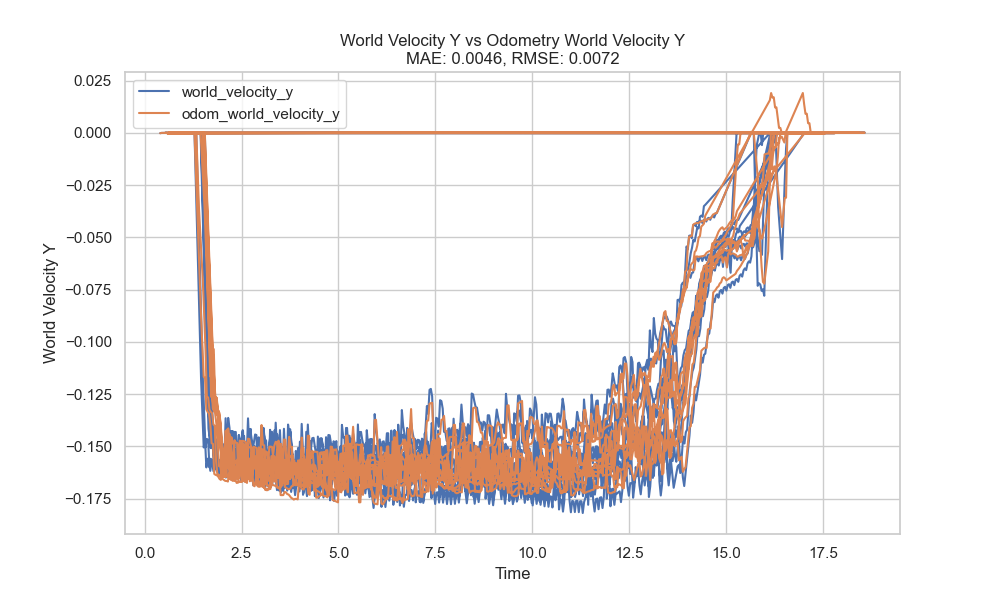 World Velocity Y vs Odometry World Velocity Y
MAE: 0.0046, RMSE: 0.0072
world_velocity_y
odom_world_velocity_y
World Velocity Y
0.025
0.000
−0.025
−0.050
−0.075
−0.100
−0.125
−0.150
−0.175
0.0 2.5 5.0 7.5 10.0 12.5 15.0 17.5
Time